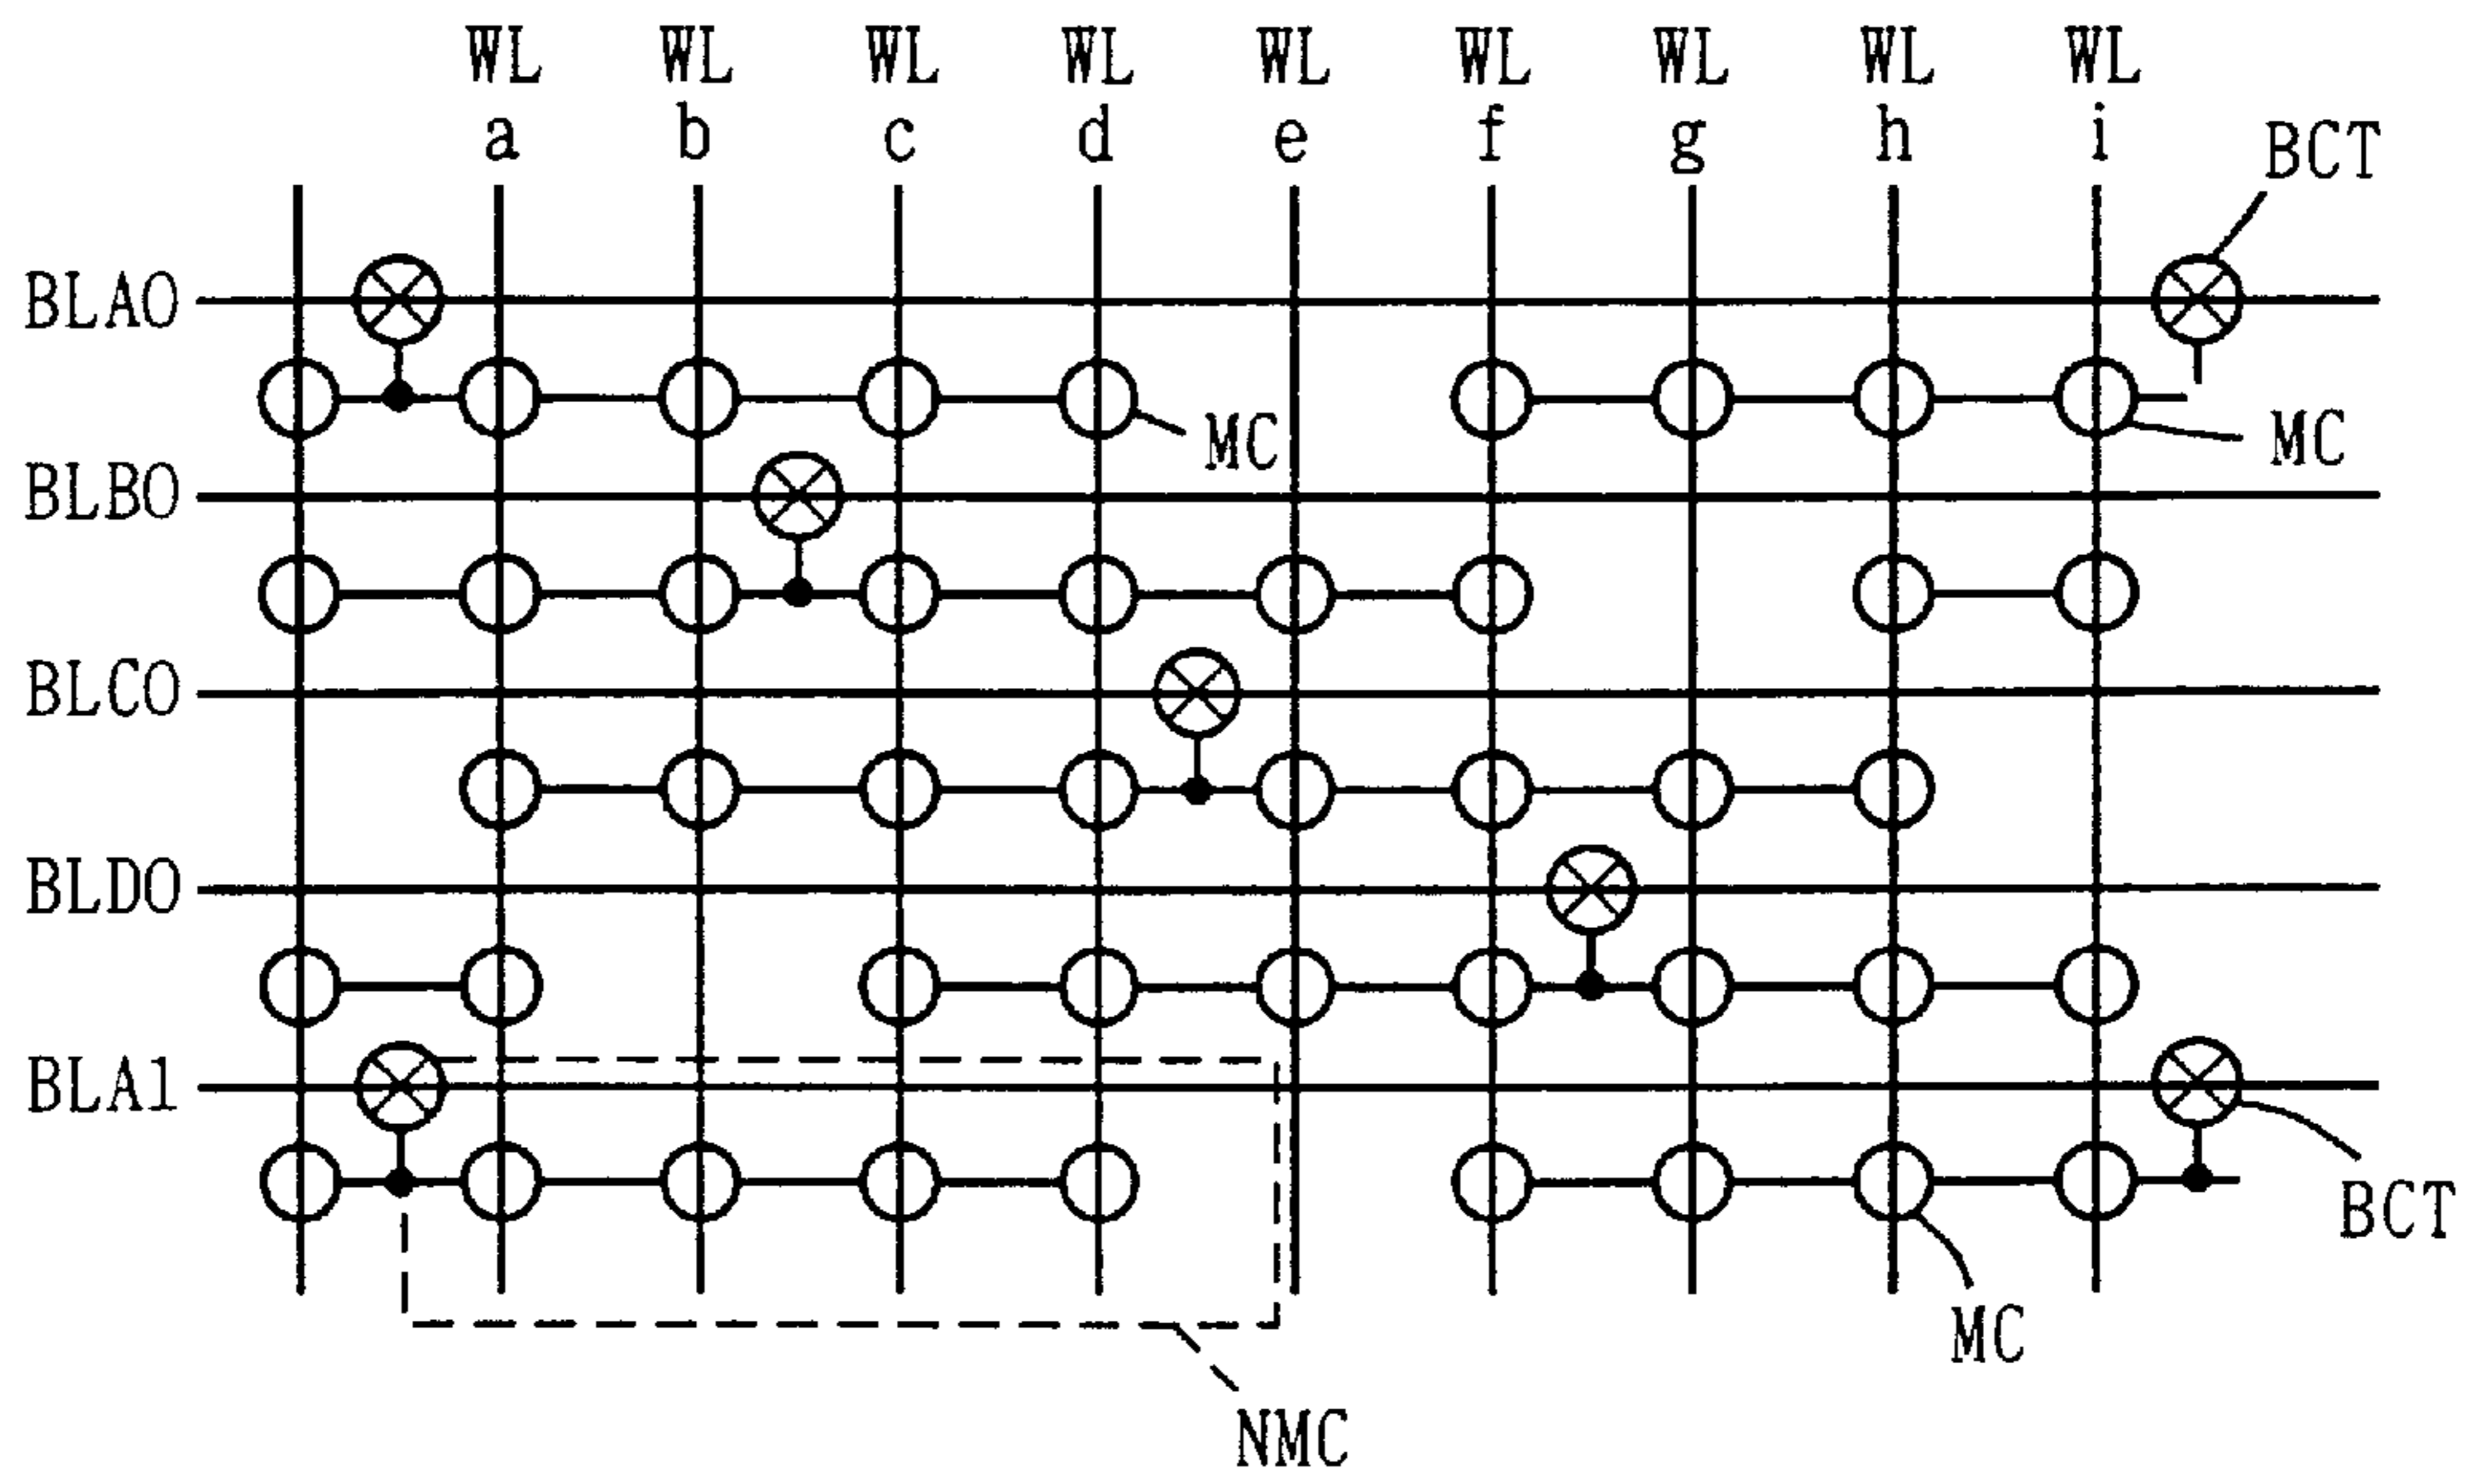 WL WL WL WL WL WL WL WL WL
a b c d e f g h i
BCT
BLA0
MC
MC
BLB0
BLC0
BLD0
BLA1
BCT
MC
NMC